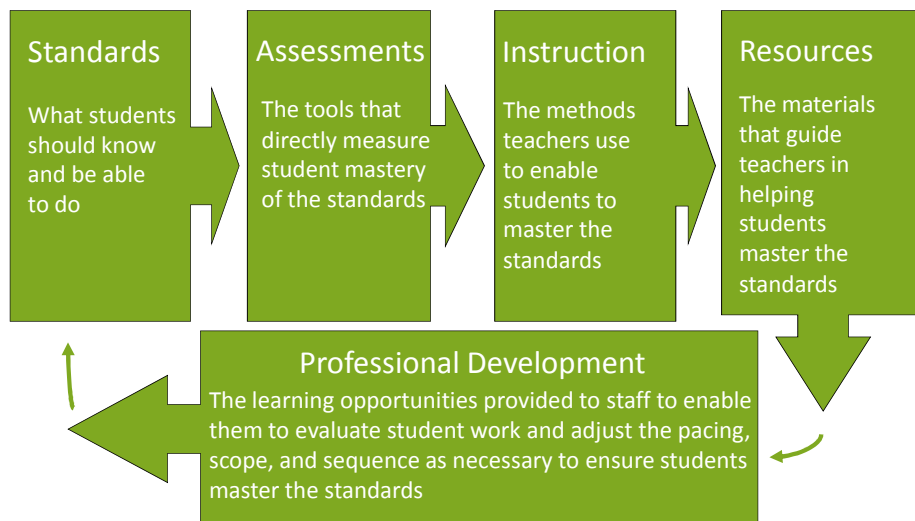 Standards
What students
should know
and be able
to do
Assessments
The tools that
directly measure
student mastery
of the standards
Instruction
The methods
teachers use
to enable
students to
master the
standards
Resources
The materials
that guide
teachers in
helping
students
master the
standards
Professional Development
The learning opportunities provided to staff to enable
them to evaluate student work and adjust the pacing,
scope, and sequence as necessary to ensure students
master the standards